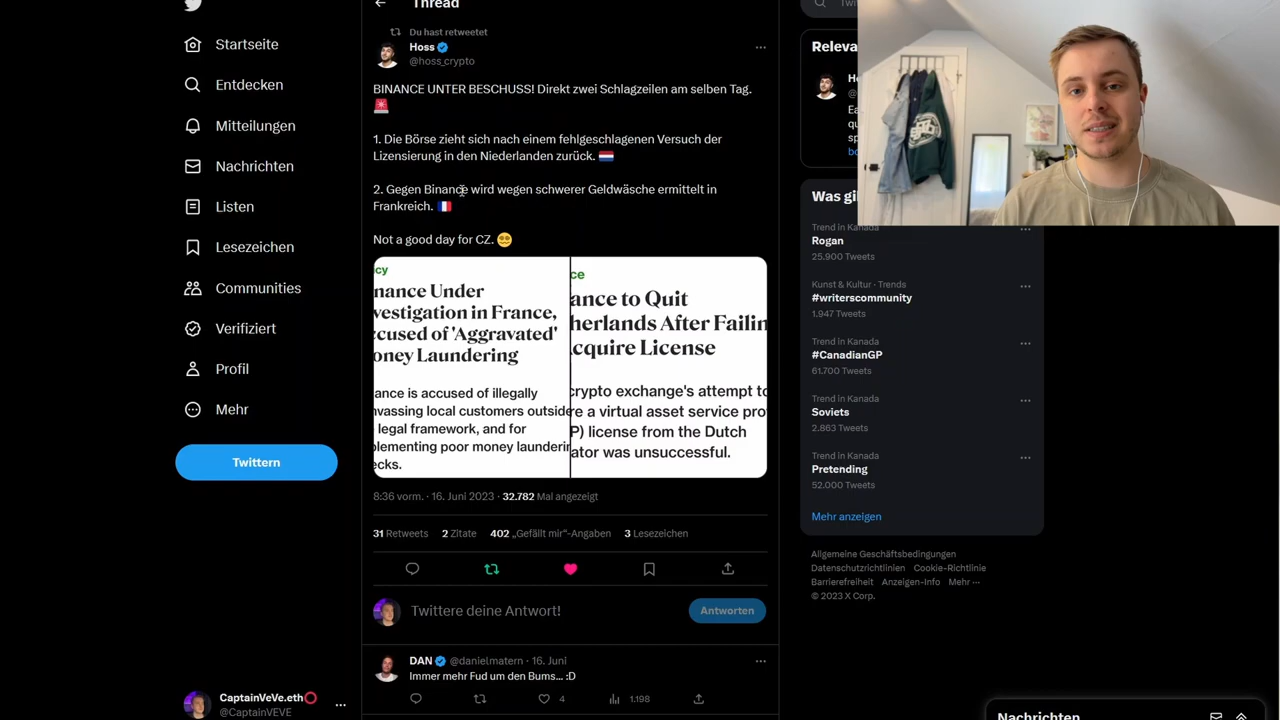 Thread
Startseite
Entdecken
Mitteilungen
Nachrichten
Listen
Lesezeichen
Communities
Verifiziert
Profil
Mehr
Twittern
CaptainVeVe.eth⭕
@CaptainVEVE
Du hast retweetet
Hoss
@hoss_crypto
BINANCE UNTER BESCHUSS! Direkt zwei Schlagzeilen am selben Tag.
🚨
1. Die Börse zieht sich nach einem fehlgeschlagenen Versuch der
Lizensierung in den Niederlanden zurück. 🇳🇱
2. Gegen Binance wird wegen schwerer Geldwäsche ermittelt in
Frankreich. 🇫🇷
Not a good day for CZ. 😵‍💫
cy
nance Under
vestigation in France,
ccused of 'Aggravated'
oney Laundering
ance is accused of illegally
nvassing local customers outside
legal framework, and for
plementing poor money launderin
ecks.
ce
ance to Quit
herlands After Failin
cquire License
crypto exchange's attempt to
re a virtual asset service pro
P) license from the Dutch
ator was unsuccessful.
8:36 vorm. · 16. Juni 2023 · 32.782 Mal angezeigt
31 Retweets 2 Zitate 402 „Gefällt mir“-Angaben 3 Lesezeichen
Twittere deine Antwort!
Antworten
DAN @danielmatern · 16. Juni
Immer mehr Fud um den Bums... :D
4 1.198
Relevan
Was gi
Trend in Kanada
Rogan
25.900 Tweets
Kunst & Kultur · Trends
#writerscommunity
1.947 Tweets
Trend in Kanada
#CanadianGP
61.700 Tweets
Trend in Kanada
Soviets
2.863 Tweets
Trend in Kanada
Pretending
52.000 Tweets
Mehr anzeigen
Allgemeine Geschäftsbedingungen
Datenschutzrichtlinien Cookie-Richtlinie
Barrierefreiheit Anzeigen-Info Mehr ···
© 2023 X Corp.
Nachrichten